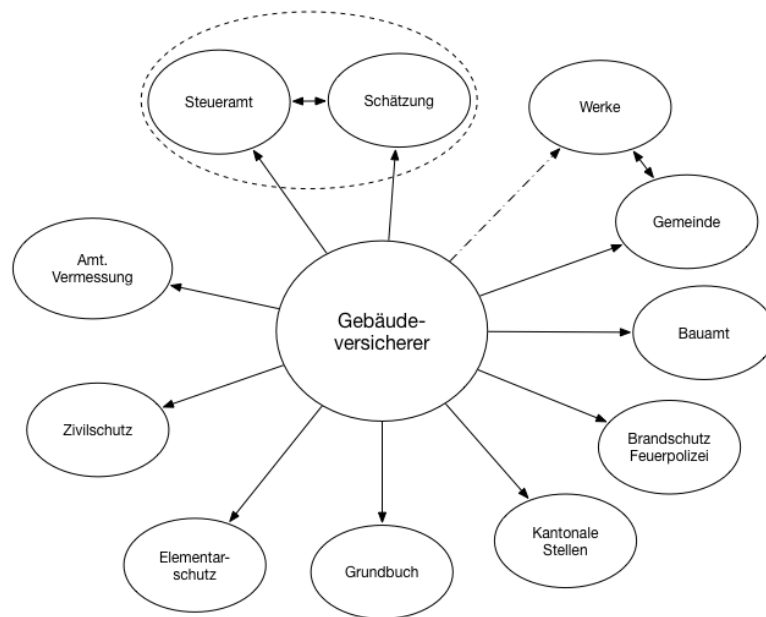 Steueramt
Schätzung
Werke
Gemeinde
Amt.
Vermessung
Gebäude-
versicherer
Bauamt
Zivilschutz
Brandschutz
Feuerpolizei
Kantonale
Stellen
Elementar-
schutz
Grundbuch